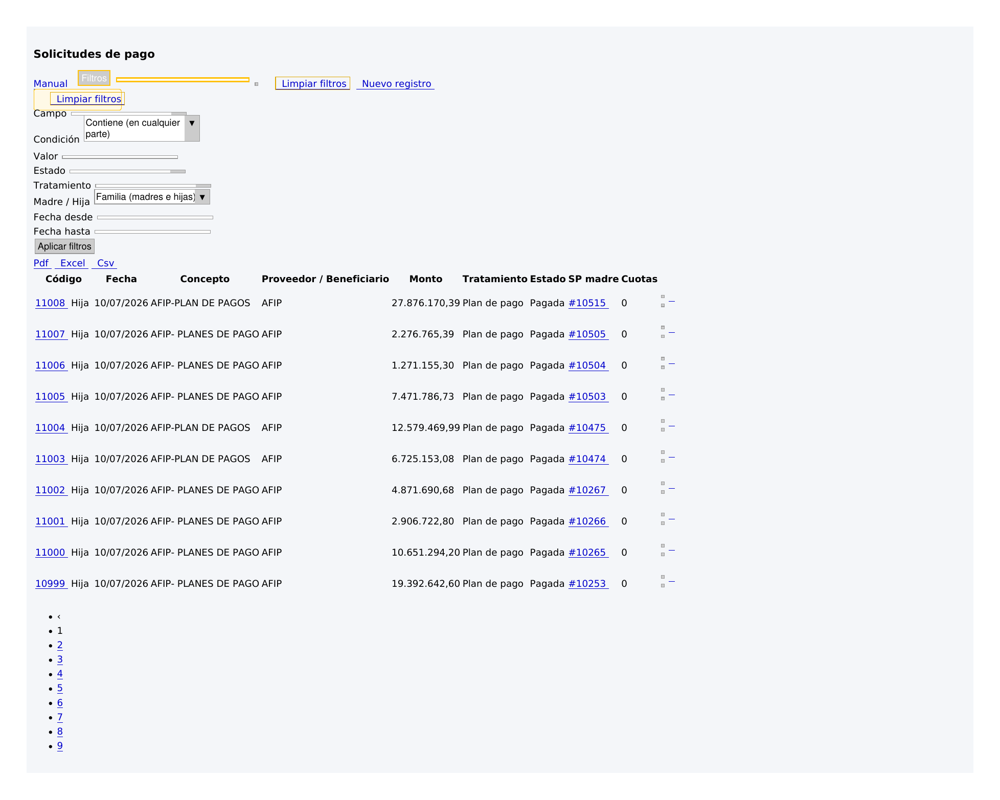 Solicitudes de pago
Manual Filtros Limpiar filtros Nuevo registro
Limpiar filtros
Campo
Condición Contiene (en cualquier parte) ▼
Valor
Estado
Tratamiento
Madre / Hija Familia (madres e hijas) ▼
Fecha desde
Fecha hasta
Aplicar filtros
Pdf Excel Csv
Código Fecha Concepto Proveedor / Beneficiario Monto Tratamiento Estado SP madre Cuotas
11008 Hija 10/07/2026 AFIP-PLAN DE PAGOS AFIP 27.876.170,39 Plan de pago Pagada #10515 0
11007 Hija 10/07/2026 AFIP- PLANES DE PAGO AFIP 2.276.765,39 Plan de pago Pagada #10505 0
11006 Hija 10/07/2026 AFIP- PLANES DE PAGO AFIP 1.271.155,30 Plan de pago Pagada #10504 0
11005 Hija 10/07/2026 AFIP- PLANES DE PAGO AFIP 7.471.786,73 Plan de pago Pagada #10503 0
11004 Hija 10/07/2026 AFIP-PLAN DE PAGOS AFIP 12.579.469,99 Plan de pago Pagada #10475 0
11003 Hija 10/07/2026 AFIP-PLAN DE PAGOS AFIP 6.725.153,08 Plan de pago Pagada #10474 0
11002 Hija 10/07/2026 AFIP- PLANES DE PAGO AFIP 4.871.690,68 Plan de pago Pagada #10267 0
11001 Hija 10/07/2026 AFIP- PLANES DE PAGO AFIP 2.906.722,80 Plan de pago Pagada #10266 0
11000 Hija 10/07/2026 AFIP- PLANES DE PAGO AFIP 10.651.294,20 Plan de pago Pagada #10265 0
10999 Hija 10/07/2026 AFIP- PLANES DE PAGO AFIP 19.392.642,60 Plan de pago Pagada #10253 0
• ‹
• 1
• 2
• 3
• 4
• 5
• 6
• 7
• 8
• 9